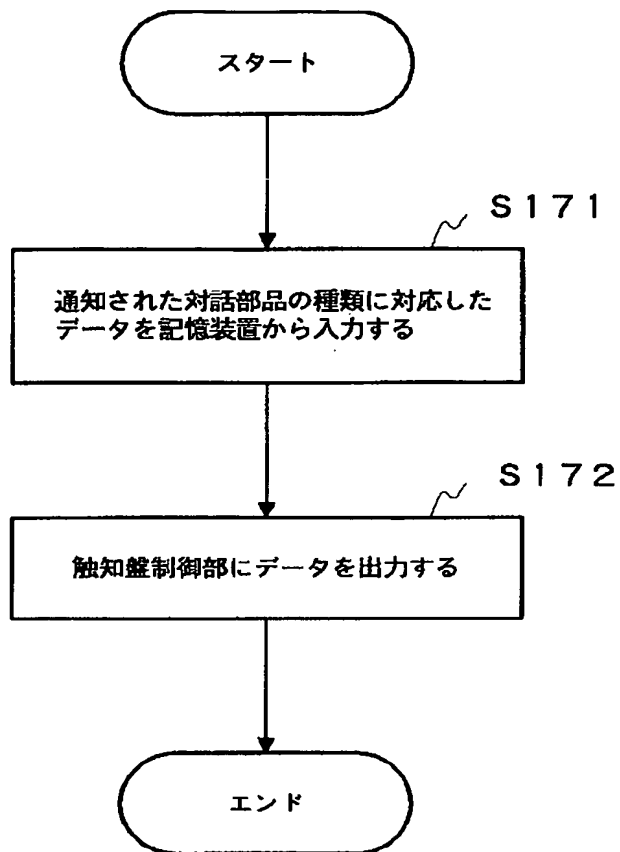 スタート
S171
通知された対話部品の種類に対応した
データを記憶装置から入力する
S172
触知盤制御部にデータを出力する
エンド